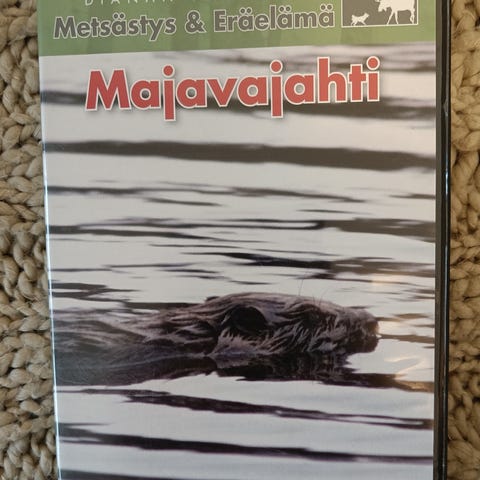 Metsästys & Eräelämä
Majavajahti